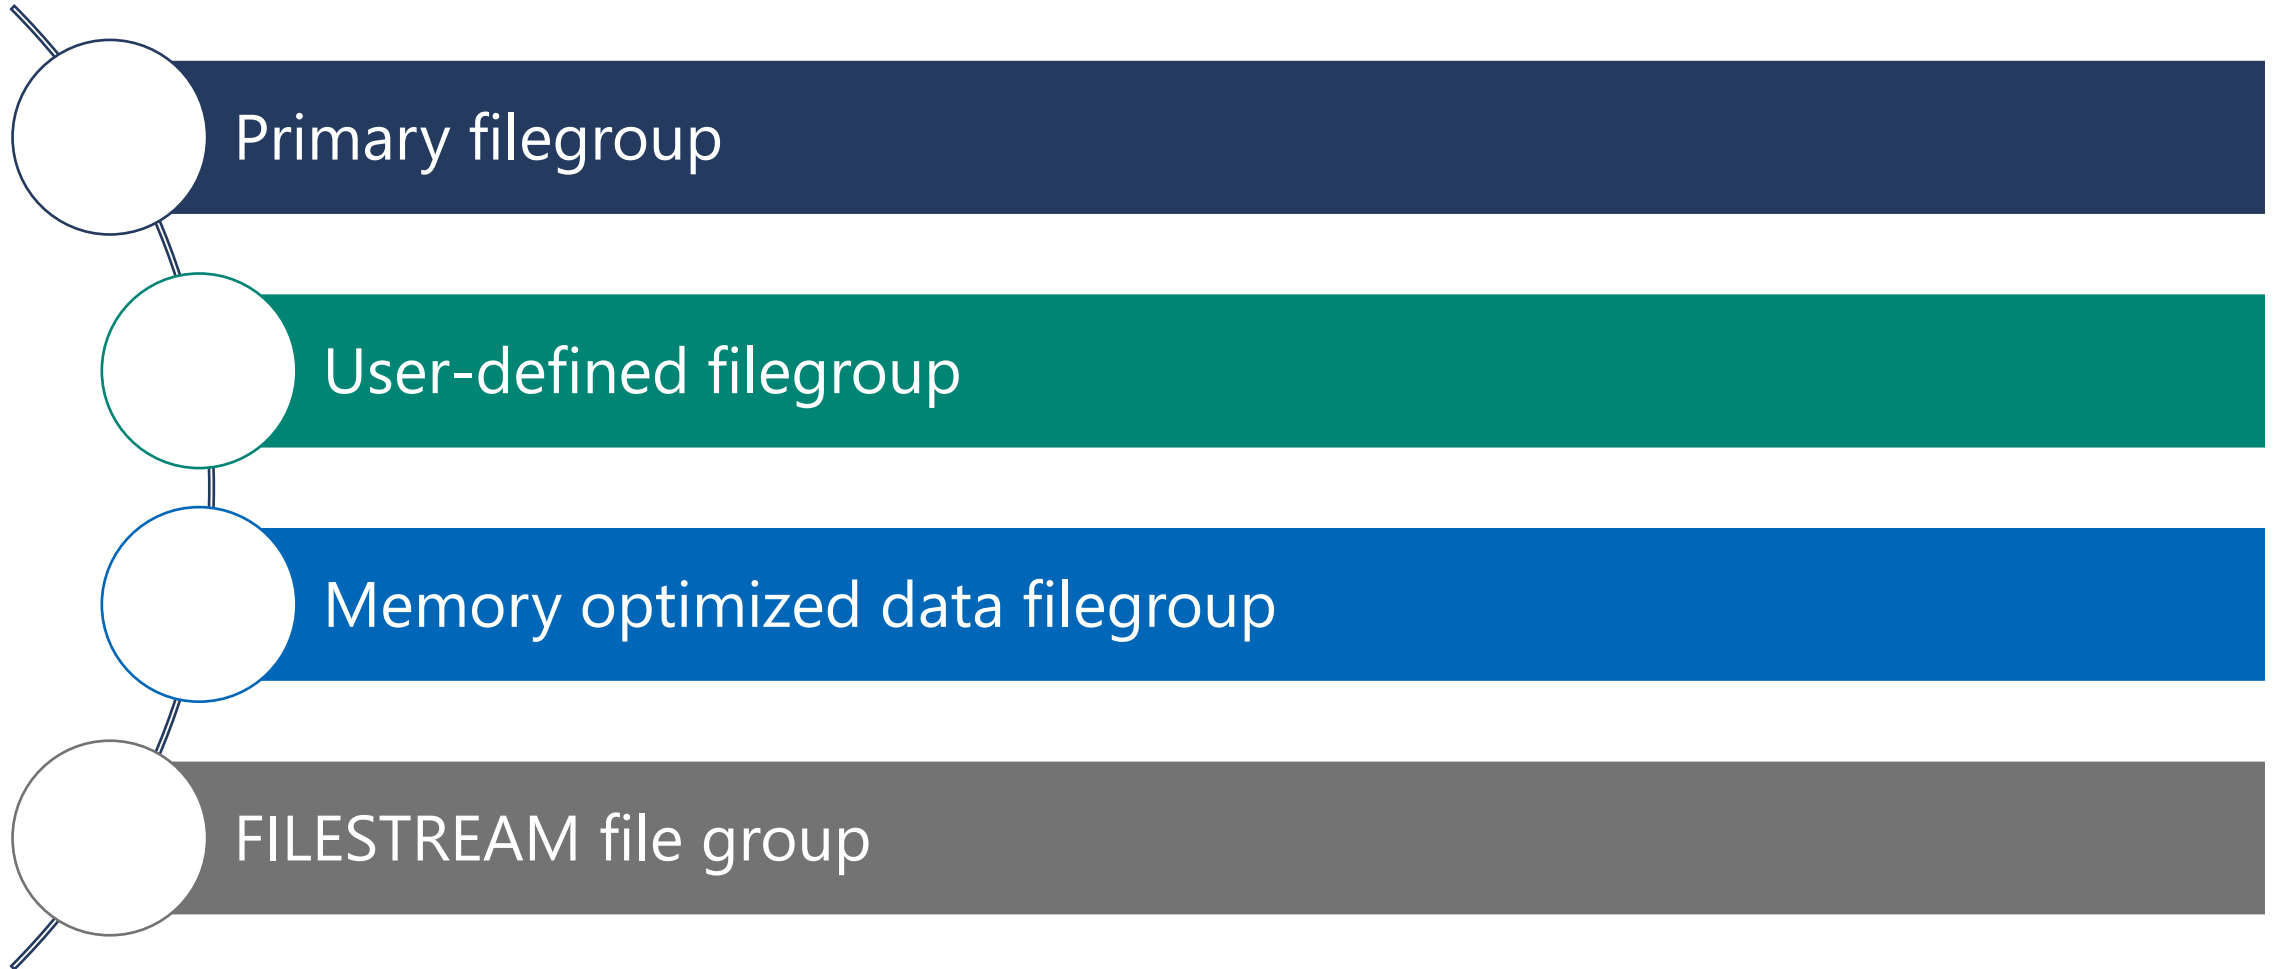 Primary filegroup
User-defined filegroup
Memory optimized data filegroup
FILESTREAM file group